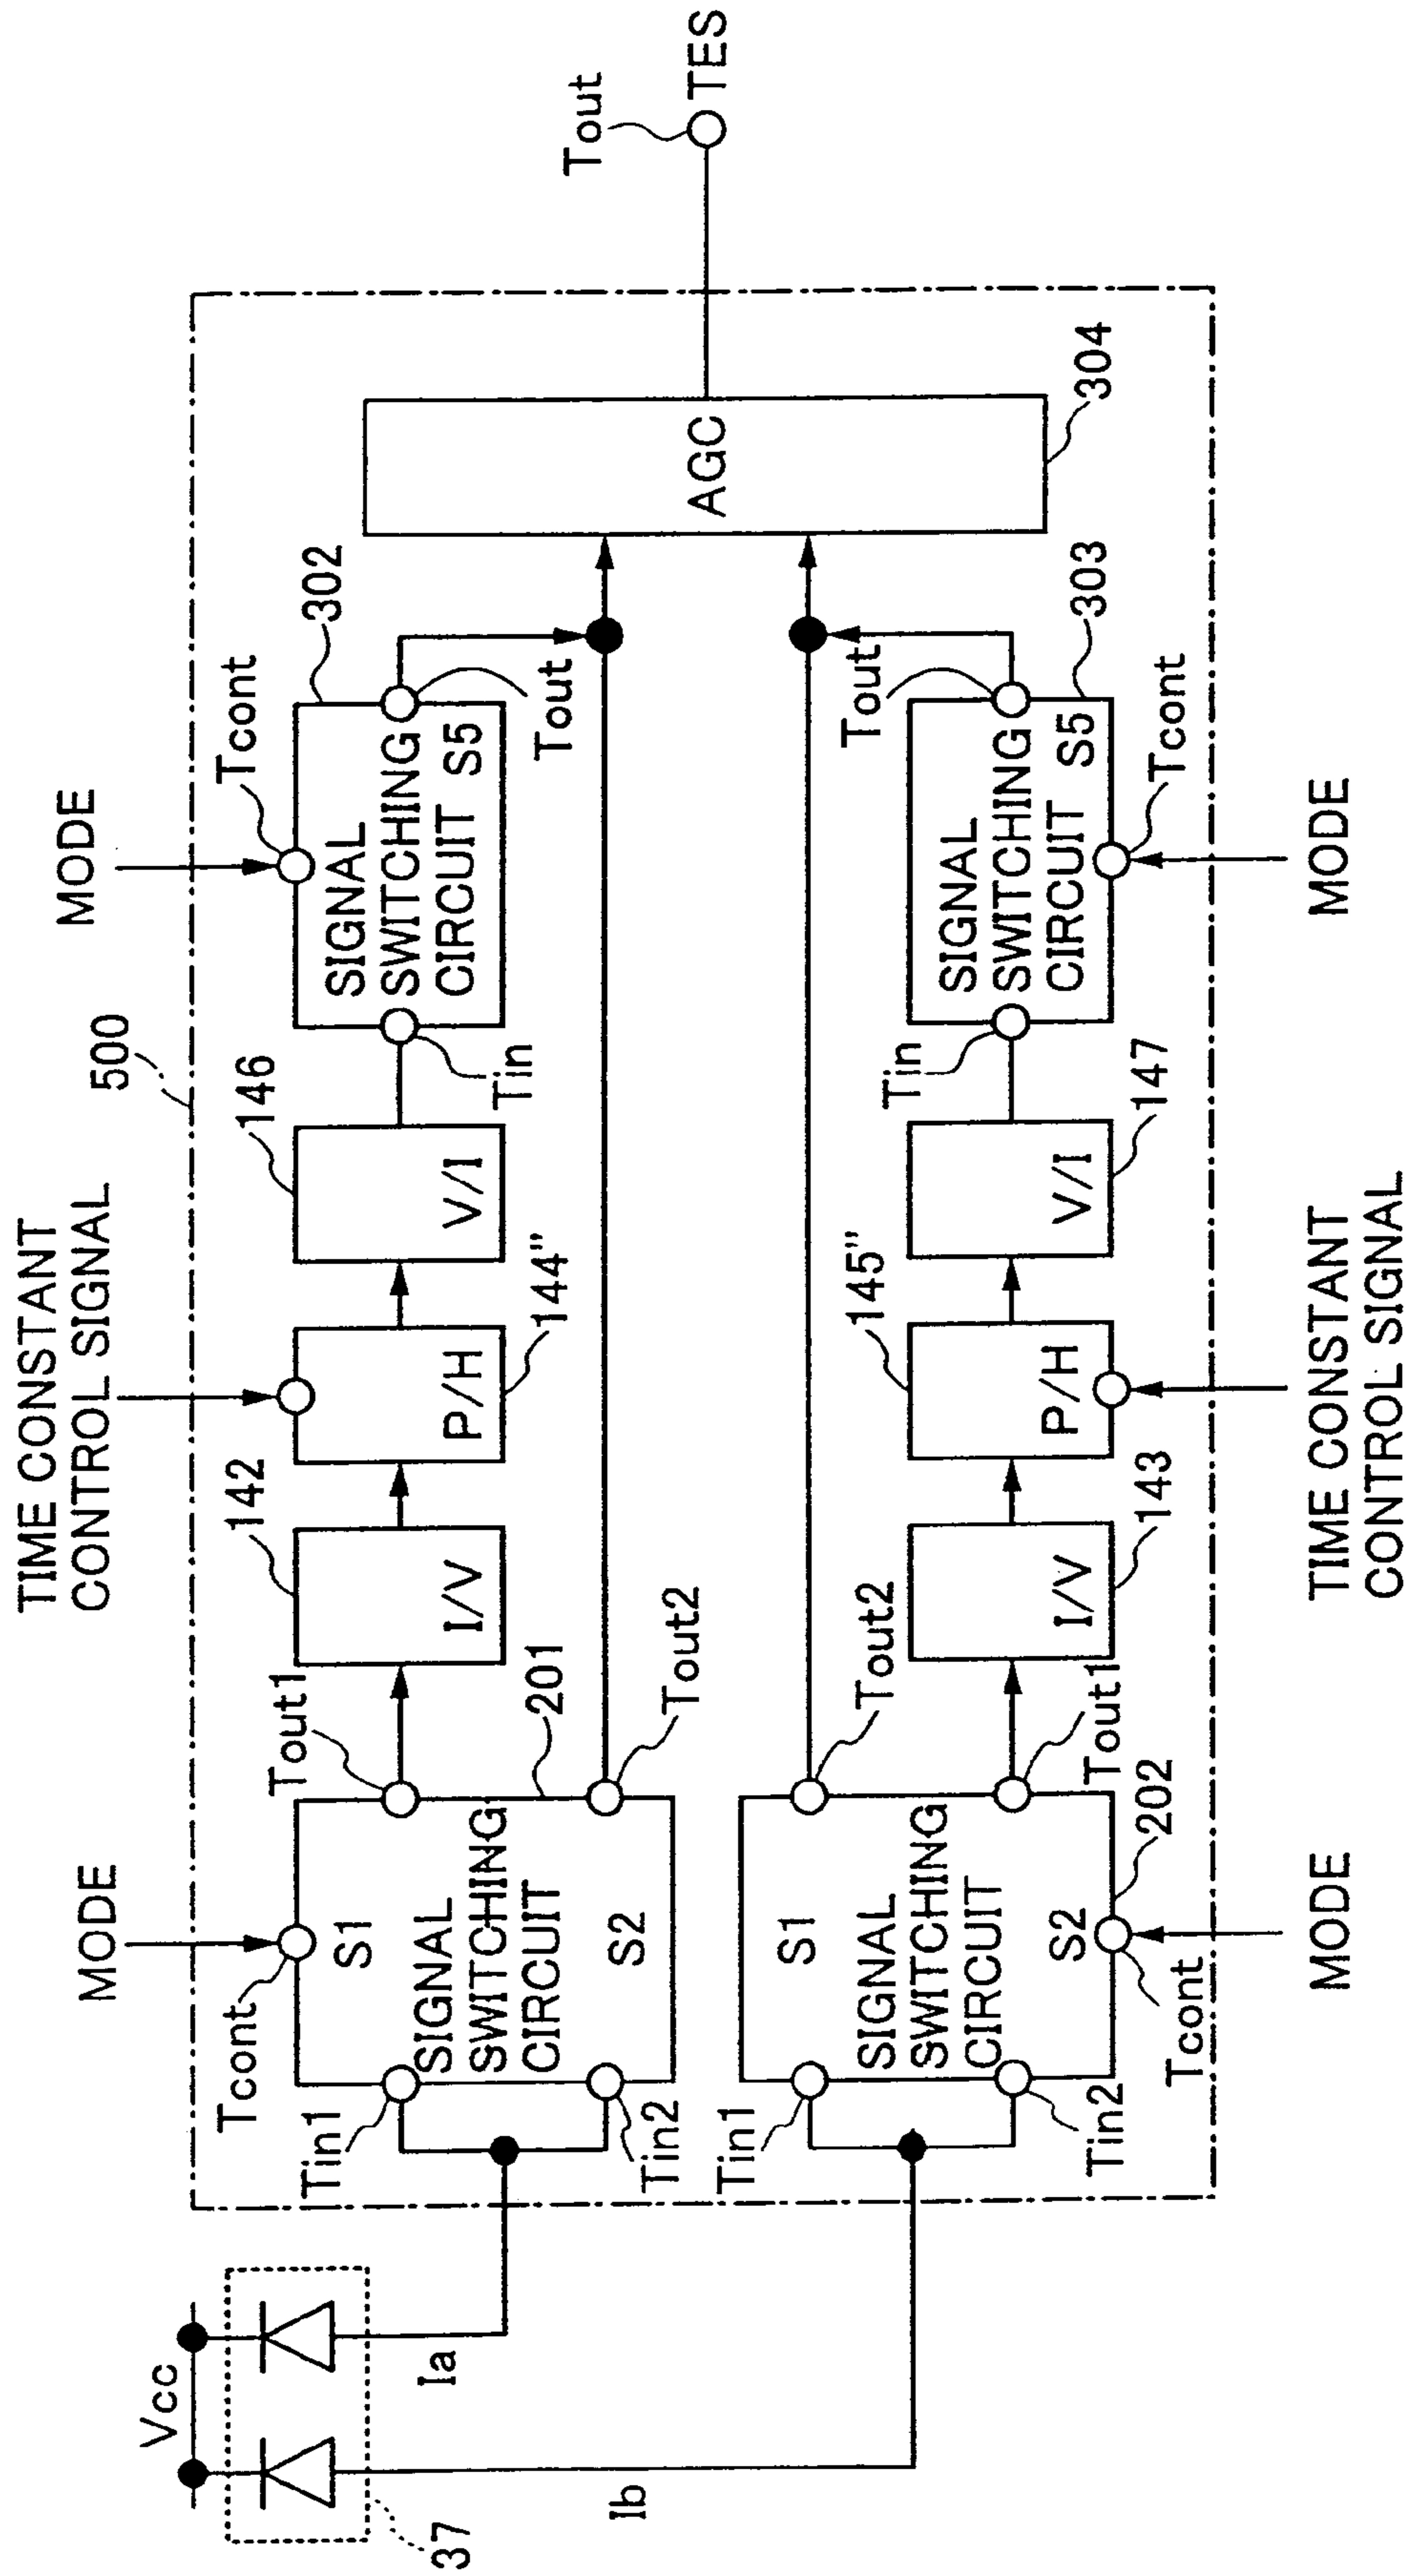 TIME CONSTANT
CONTROL SIGNAL
MODE
MODE
500
Tcont
Tcont
142
146
302
Tout1
S1
SIGNAL
SWITCHING
CIRCUIT
S2
I/V
P/H
V/I
SIGNAL
SWITCHING
CIRCUIT S5
Tin1
201
144"
Tin
Tout
Tin2
Tout2
Vcc
37
Ia
Ib
AGC
304
Tout
TES
Tin1
Tout2
145"
Tin
Tout
S1
SIGNAL
SWITCHING
CIRCUIT
S2
I/V
P/H
V/I
SIGNAL
SWITCHING
CIRCUIT S5
Tin2
Tout1
202
143
147
303
Tcont
Tcont
MODE
MODE
TIME CONSTANT
CONTROL SIGNAL